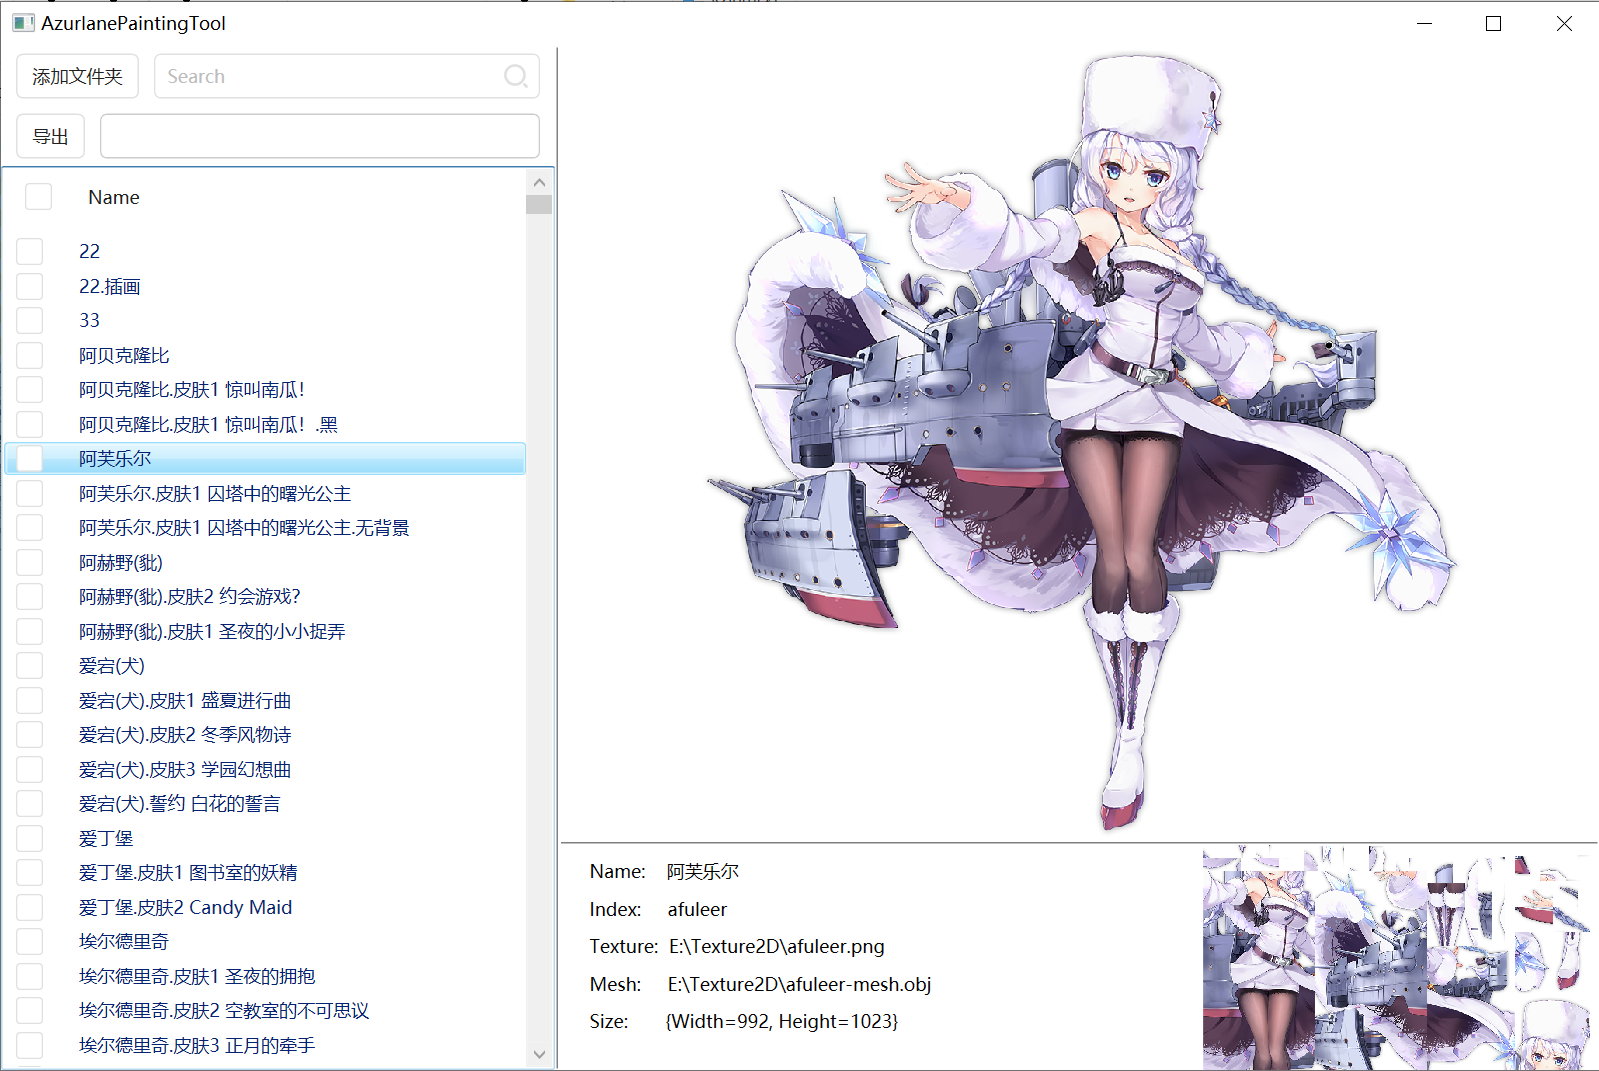 AzurlanePaintingTool
添加文件夹
Search
导出
Name
22
22.插画
33
阿贝克隆比
阿贝克隆比.皮肤1 惊叫南瓜！
阿贝克隆比.皮肤1 惊叫南瓜！.黑
阿芙乐尔
阿芙乐尔.皮肤1 囚塔中的曙光公主
阿芙乐尔.皮肤1 囚塔中的曙光公主.无背景
阿赫野(豼)
阿赫野(豼).皮肤2 约会游戏？
阿赫野(豼).皮肤1 圣夜的小小捉弄
爱宕(犬)
爱宕(犬).皮肤1 盛夏进行曲
爱宕(犬).皮肤2 冬季风物诗
爱宕(犬).皮肤3 学园幻想曲
爱宕(犬).誓约 白花的誓言
爱丁堡
爱丁堡.皮肤1 图书室的妖精
爱丁堡.皮肤2 Candy Maid
埃尔德里奇
埃尔德里奇.皮肤1 圣夜的拥抱
埃尔德里奇.皮肤2 空教室的不可思议
埃尔德里奇.皮肤3 正月的牵手
Name: 阿芙乐尔
Index: afuleer
Texture: E:\Texture2D\afuleer.png
Mesh: E:\Texture2D\afuleer-mesh.obj
Size: {Width=992, Height=1023}